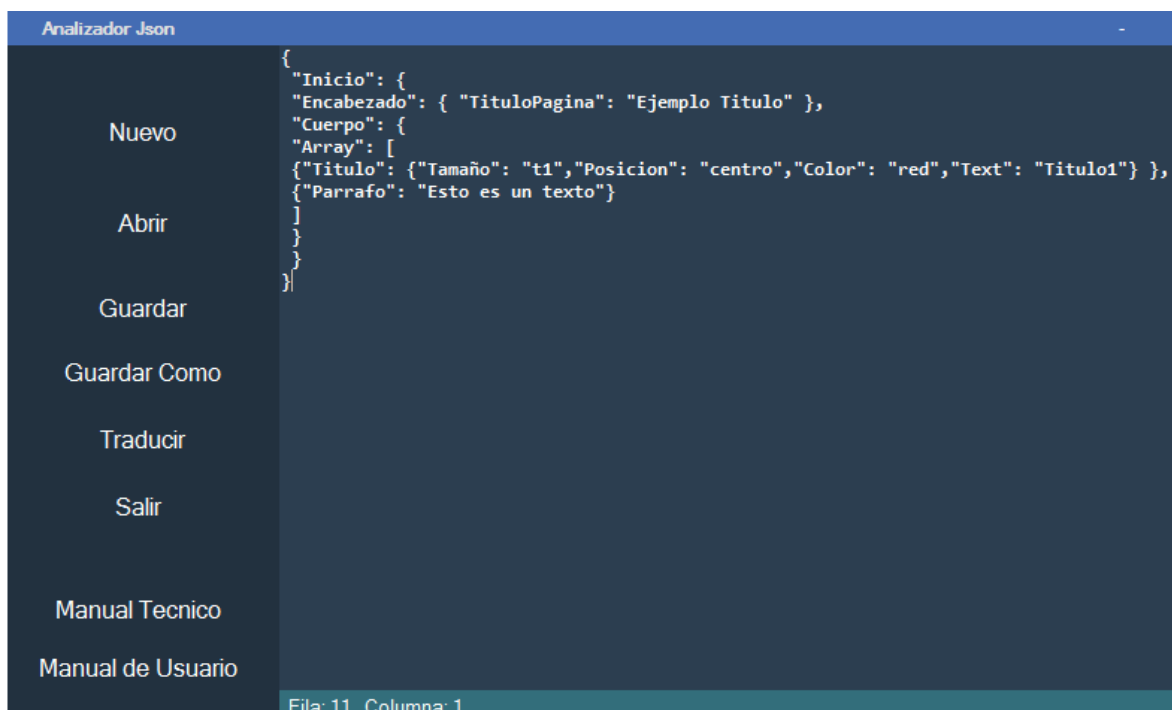 Analizador Json
-
Nuevo
Abrir
Guardar
Guardar Como
Traducir
Salir
Manual Tecnico
Manual de Usuario
{
"Inicio": {
"Encabezado": { "TituloPagina": "Ejemplo Titulo" },
"Cuerpo": {
"Array": [
{"Titulo": {"Tamaño": "t1","Posicion": "centro","Color": "red","Text": "Titulo1"} },
{"Parrafo": "Esto es un texto"}
]
}
}
}
Fila: 11 Columna: 1